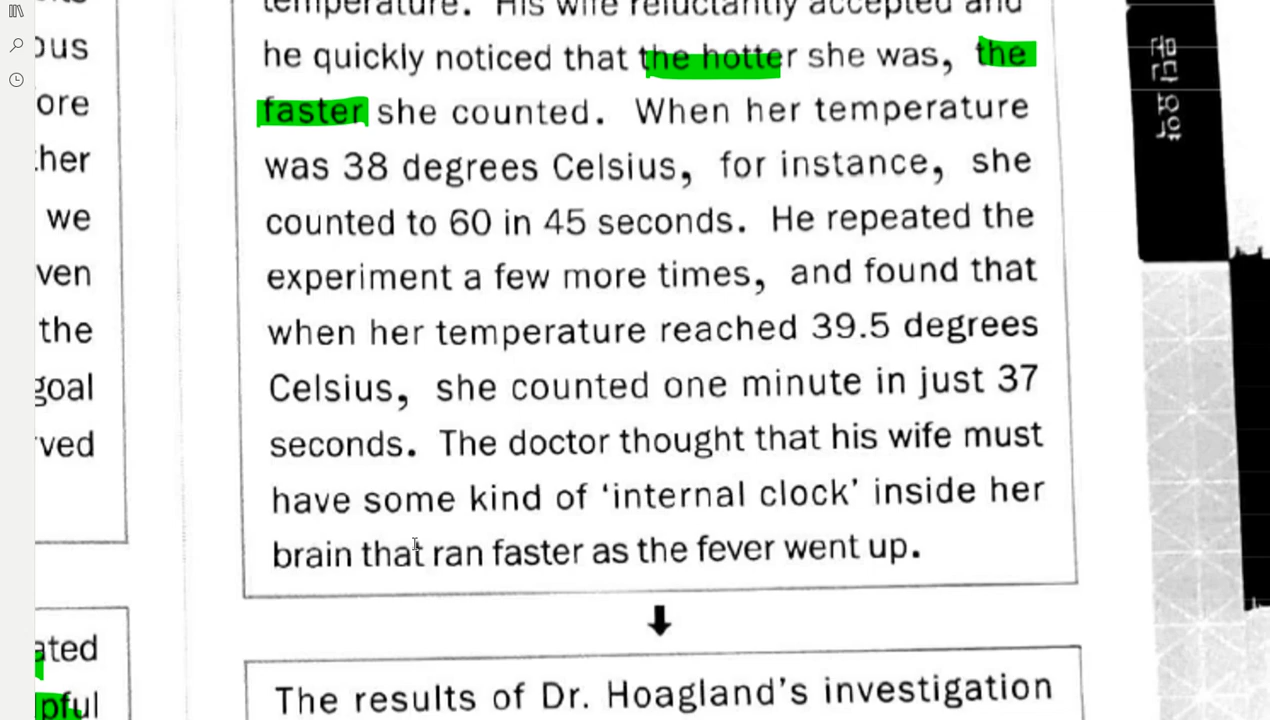 ous
ore
we
ven
the
goal
ated
temperature. His wife reluctantly accepted and
he quickly noticed that the hotter she was, the
faster she counted. When her temperature
was 38 degrees Celsius, for instance, she
counted to 60 in 45 seconds. He repeated the
experiment a few more times, and found that
when her temperature reached 39.5 degrees
Celsius, she counted one minute in just 37
seconds. The doctor thought that his wife must
have some kind of ‘internal clock’ inside her
brain that ran faster as the fever went up.
The results of Dr. Hoagland’s investigation